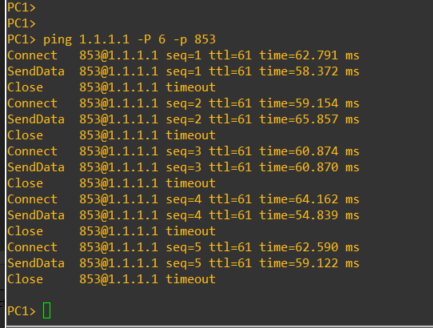 PC1>
PC1>
PC1> ping 1.1.1.1 -P 6 -p 853
Connect   853@1.1.1.1 seq=1 ttl=61 time=62.791 ms
SendData  853@1.1.1.1 seq=1 ttl=61 time=58.372 ms
Close     853@1.1.1.1 timeout
Connect   853@1.1.1.1 seq=2 ttl=61 time=59.154 ms
SendData  853@1.1.1.1 seq=2 ttl=61 time=65.857 ms
Close     853@1.1.1.1 timeout
Connect   853@1.1.1.1 seq=3 ttl=61 time=60.874 ms
SendData  853@1.1.1.1 seq=3 ttl=61 time=60.870 ms
Close     853@1.1.1.1 timeout
Connect   853@1.1.1.1 seq=4 ttl=61 time=64.162 ms
SendData  853@1.1.1.1 seq=4 ttl=61 time=54.839 ms
Close     853@1.1.1.1 timeout
Connect   853@1.1.1.1 seq=5 ttl=61 time=62.590 ms
SendData  853@1.1.1.1 seq=5 ttl=61 time=59.122 ms
Close     853@1.1.1.1 timeout
PC1>